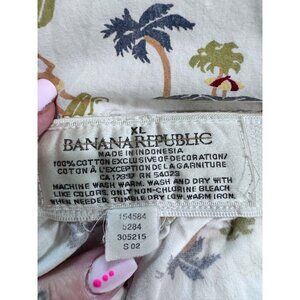 XL
BANANA REPUBLIC
MADE IN INDONESIA
100% COTTON EXCLUSIVE OF DECORATION/
COTON À L'EXCEPTION DE LA GARNITURE
CA 17897 RN 54023
MACHINE WASH WARM. WASH AND DRY WITH
LIKE COLORS. ONLY NON-CHLORINE BLEACH
WHEN NEEDED. TUMBLE DRY LOW. WARM IRON.
154584
5284
305215
S 02